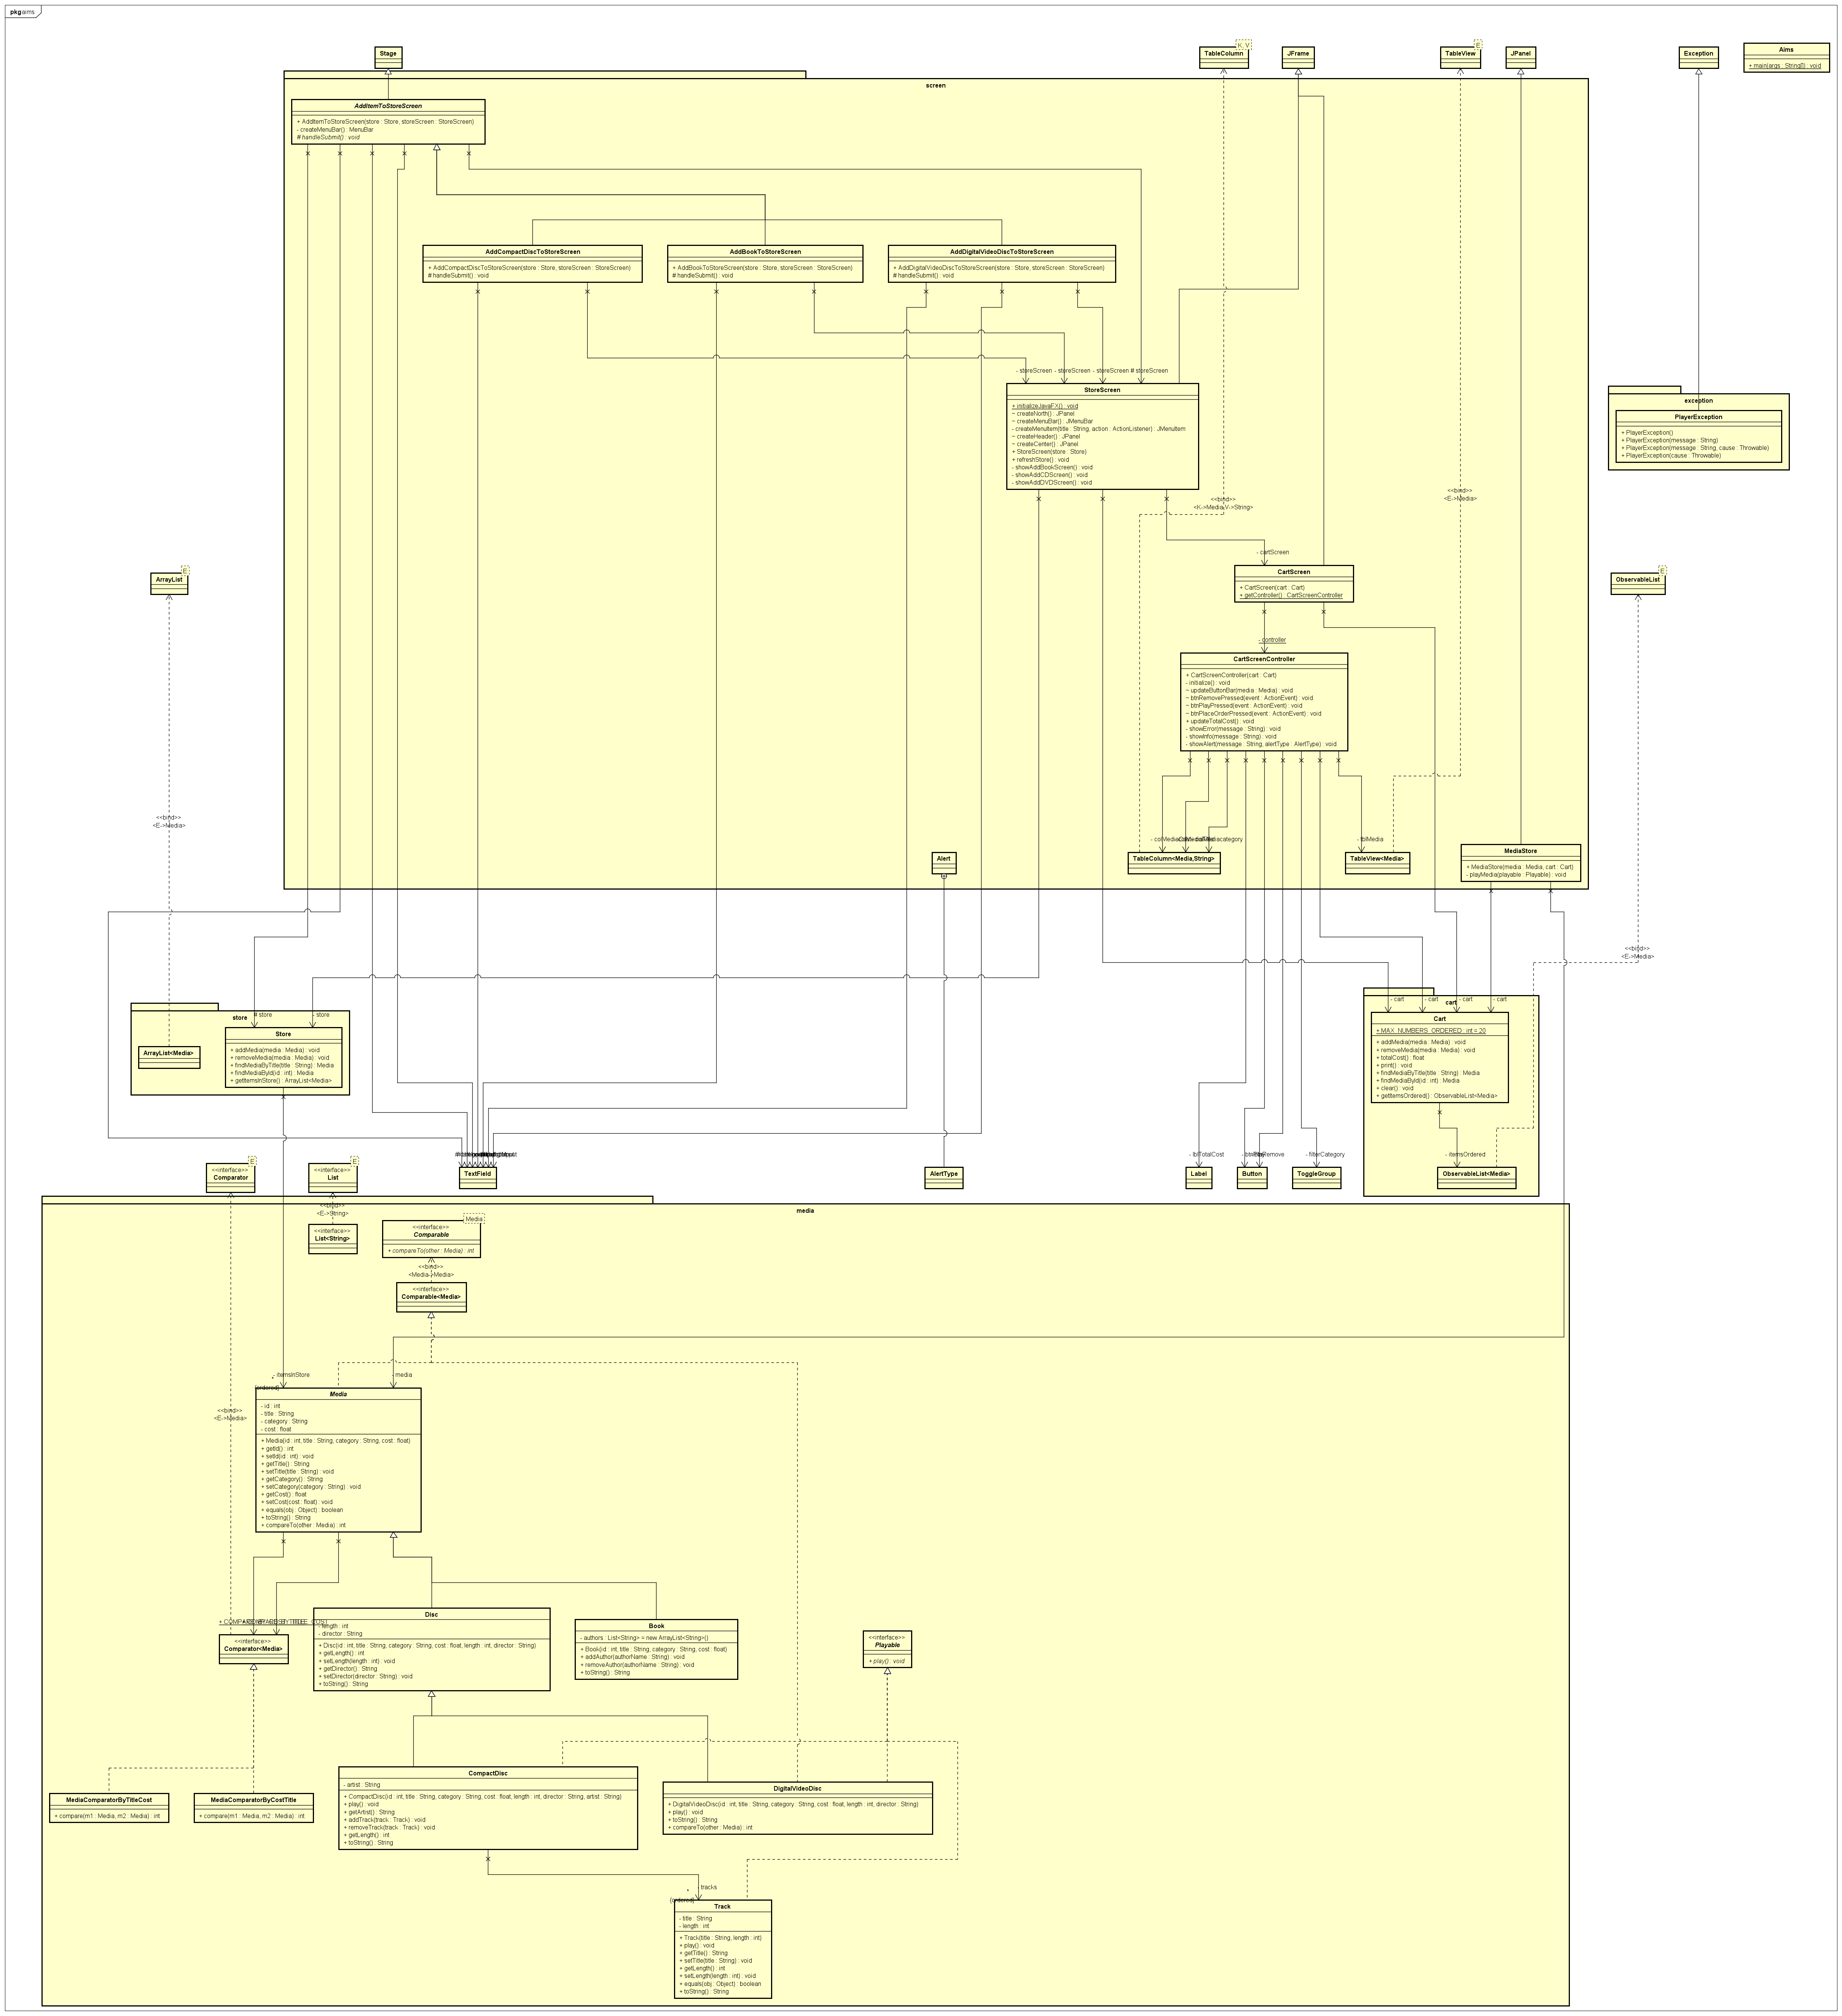 pkg aims
Stage
K, V
TableColumn
JFrame
E
TableView
JPanel
Exception
Aims
+ main(args : String[]) : void
screen
AddItemToStoreScreen
+ AddItemToStoreScreen(store : Store, storeScreen : StoreScreen)
- createMenuBar() : MenuBar
# handleSubmit() : void
AddCompactDiscToStoreScreen
+ AddCompactDiscToStoreScreen(store : Store, storeScreen : StoreScreen)
# handleSubmit() : void
AddBookToStoreScreen
+ AddBookToStoreScreen(store : Store, storeScreen : StoreScreen)
# handleSubmit() : void
AddDigitalVideoDiscToStoreScreen
+ AddDigitalVideoDiscToStoreScreen(store : Store, storeScreen : StoreScreen)
# handleSubmit() : void
- storeScreen
- storeScreen
- storeScreen
# storeScreen
StoreScreen
+ initializeJavaFX() : void
~ createNorth() : JPanel
~ createMenuBar() : JMenuBar
- createMenuItem(title : String, action : ActionListener) : JMenuItem
~ createHeader() : JPanel
~ createCenter() : JPanel
+ StoreScreen(store : Store)
+ refreshStore() : void
- showAddBookScreen() : void
- showAddCDScreen() : void
- showAddDVDScreen() : void
exception
PlayerException
+ PlayerException()
+ PlayerException(message : String)
+ PlayerException(message : String, cause : Throwable)
+ PlayerException(cause : Throwable)
<<bind>>
<K->Media,V->String>
<<bind>>
<E->Media>
- cartScreen
CartScreen
+ CartScreen(cart : Cart)
+ getController() : CartScreenController
E
ArrayList
E
ObservableList
- controller
CartScreenController
+ CartScreenController(cart : Cart)
- initialize() : void
~ updateButtonBar(media : Media) : void
~ btnRemovePressed(event : ActionEvent) : void
~ btnPlayPressed(event : ActionEvent) : void
~ btnPlaceOrderPressed(event : ActionEvent) : void
+ updateTotalCost() : void
- showError(message : String) : void
- showInfo(message : String) : void
- showAlert(message : String, alertType : AlertType) : void
<<bind>>
<E->Media>
- tblMedia
Alert
TableColumn<Media,String>
TableView<Media>
MediaStore
+ MediaStore(media : Media, cart : Cart)
- playMedia(playable : Playable) : void
<<bind>>
<E->Media>
store
# store
- store
ArrayList<Media>
Store
+ addMedia(media : Media) : void
+ removeMedia(media : Media) : void
+ findMediaByTitle(title : String) : Media
+ findMediaById(id : int) : Media
+ getItemsInStore() : ArrayList<Media>
cart
- cart
- cart
- cart
- cart
Cart
+ MAX_NUMBERS_ORDERED : int = 20
+ addMedia(media : Media) : void
+ removeMedia(media : Media) : void
+ totalCost() : float
+ print() : void
+ findMediaByTitle(title : String) : Media
+ findMediaById(id : int) : Media
+ clear() : void
+ getItemsOrdered() : ObservableList<Media>
- itemsOrdered
ObservableList<Media>
TextField
AlertType
- lblTotalCost
Label
Button
- filterCategory
ToggleGroup
E
<<interface>>
Comparator
E
<<interface>>
List
media
<<bind>>
<E->String>
<<interface>>
List<String>
Media
<<interface>>
Comparable
+ compareTo(other : Media) : int
<<bind>>
<Media->Media>
<<interface>>
Comparable<Media>
- itemsInStore
*
{ordered}
- media
<<bind>>
<E->Media>
Media
- id : int
- title : String
- category : String
- cost : float
+ Media(id : int, title : String, category : String, cost : float)
+ getId() : int
+ setId(id : int) : void
+ getTitle() : String
+ setTitle(title : String) : void
+ getCategory() : String
+ setCategory(category : String) : void
+ getCost() : float
+ setCost(cost : float) : void
+ equals(obj : Object) : boolean
+ toString() : String
+ compareTo(other : Media) : int
<<interface>>
Comparator<Media>
Disc
- length : int
- director : String
+ Disc(id : int, title : String, category : String, cost : float, length : int, director : String)
+ getLength() : int
+ setLength(length : int) : void
+ getDirector() : String
+ setDirector(director : String) : void
+ toString() : String
Book
- authors : List<String> = new ArrayList<String>()
+ Book(id : int, title : String, category : String, cost : float)
+ addAuthor(authorName : String) : void
+ removeAuthor(authorName : String) : void
+ toString() : String
<<interface>>
Playable
+ play() : void
MediaComparatorByTitleCost
+ compare(m1 : Media, m2 : Media) : int
MediaComparatorByCostTitle
+ compare(m1 : Media, m2 : Media) : int
CompactDisc
- artist : String
+ CompactDisc(id : int, title : String, category : String, cost : float, length : int, director : String, artist : String)
+ play() : void
+ getArtist() : String
+ addTrack(track : Track) : void
+ removeTrack(track : Track) : void
+ getLength() : int
+ toString() : String
DigitalVideoDisc
+ DigitalVideoDisc(id : int, title : String, category : String, cost : float, length : int, director : String)
+ play() : void
+ toString() : String
+ compareTo(other : Media) : int
- tracks
*
{ordered}
Track
- title : String
- length : int
+ Track(title : String, length : int)
+ play() : void
+ getTitle() : String
+ setTitle(title : String) : void
+ getLength() : int
+ setLength(length : int) : void
+ equals(obj : Object) : boolean
+ toString() : String